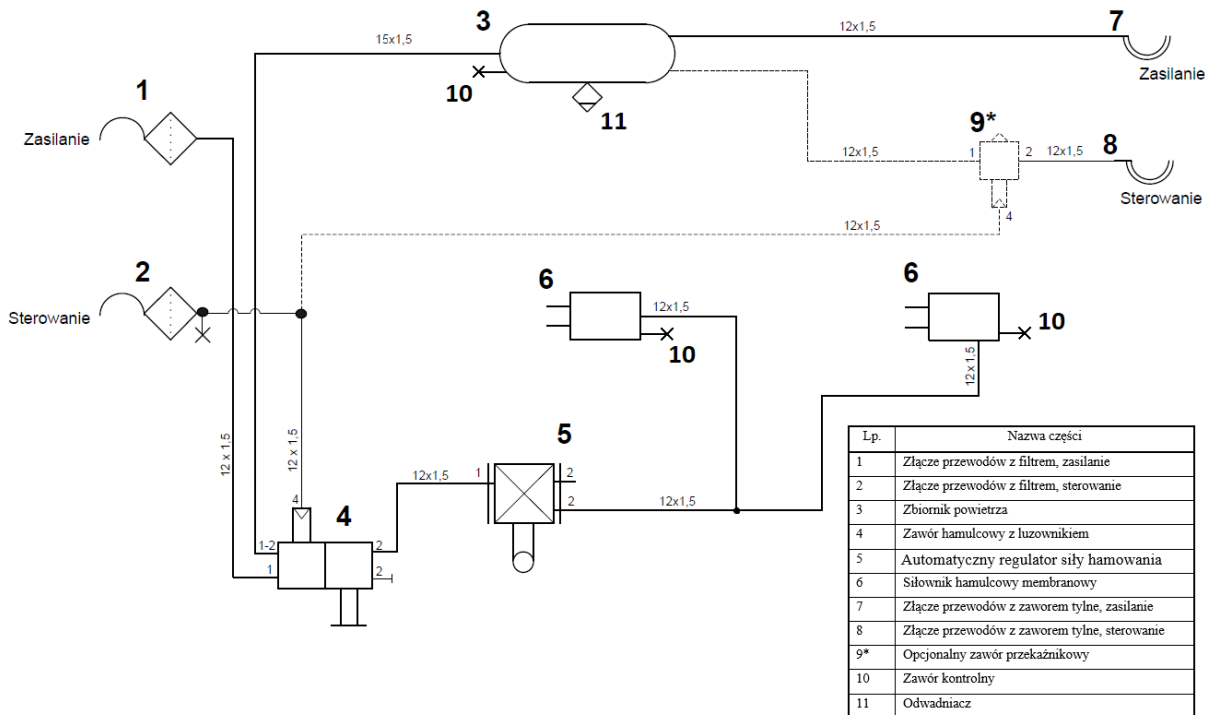 3
7
15x1,5
12x1,5
10
11
Zasilanie
1
Zasilanie
9*
8
1
2
12x1,5
12x1,5
4
Sterowanie
12x1,5
2
Sterowanie
6
12x1,5
10
6
10
12 x 1,5
12 x 1,5
12 x 1,5
5
12x1,5
1
2
2
12x1,5
4
4
1-2
1
2
2
Lp. Nazwa części
1 Złącze przewodów z filtrem, zasilanie
2 Złącze przewodów z filtrem, sterowanie
3 Zbiornik powietrza
4 Zawór hamulcowy z luzownikiem
5 Automatyczny regulator siły hamowania
6 Siłownik hamulcowy membranowy
7 Złącze przewodów z zaworem tylne, zasilanie
8 Złącze przewodów z zaworem tylne, sterowanie
9* Opcjonalny zawór przekaźnikowy
10 Zawór kontrolny
11 Odwadniacz